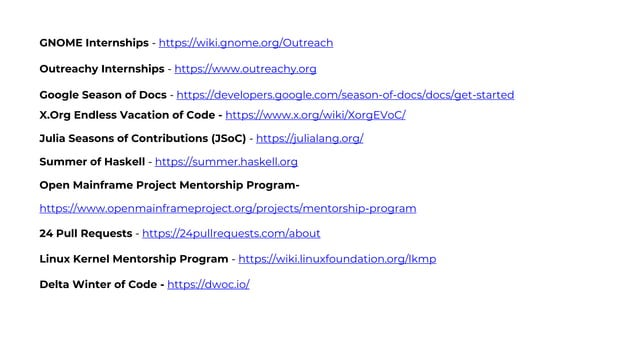 GNOME Internships - https://wiki.gnome.org/Outreach
Outreachy Internships - https://www.outreachy.org
Google Season of Docs - https://developers.google.com/season-of-docs/docs/get-started
X.Org Endless Vacation of Code - https://www.x.org/wiki/XorgEVoC/
Julia Seasons of Contributions (JSoC) - https://julialang.org/
Summer of Haskell - https://summer.haskell.org
Open Mainframe Project Mentorship Program-
https://www.openmainframeproject.org/projects/mentorship-program
24 Pull Requests - https://24pullrequests.com/about
Linux Kernel Mentorship Program - https://wiki.linuxfoundation.org/lkmp
Delta Winter of Code - https://dwoc.io/